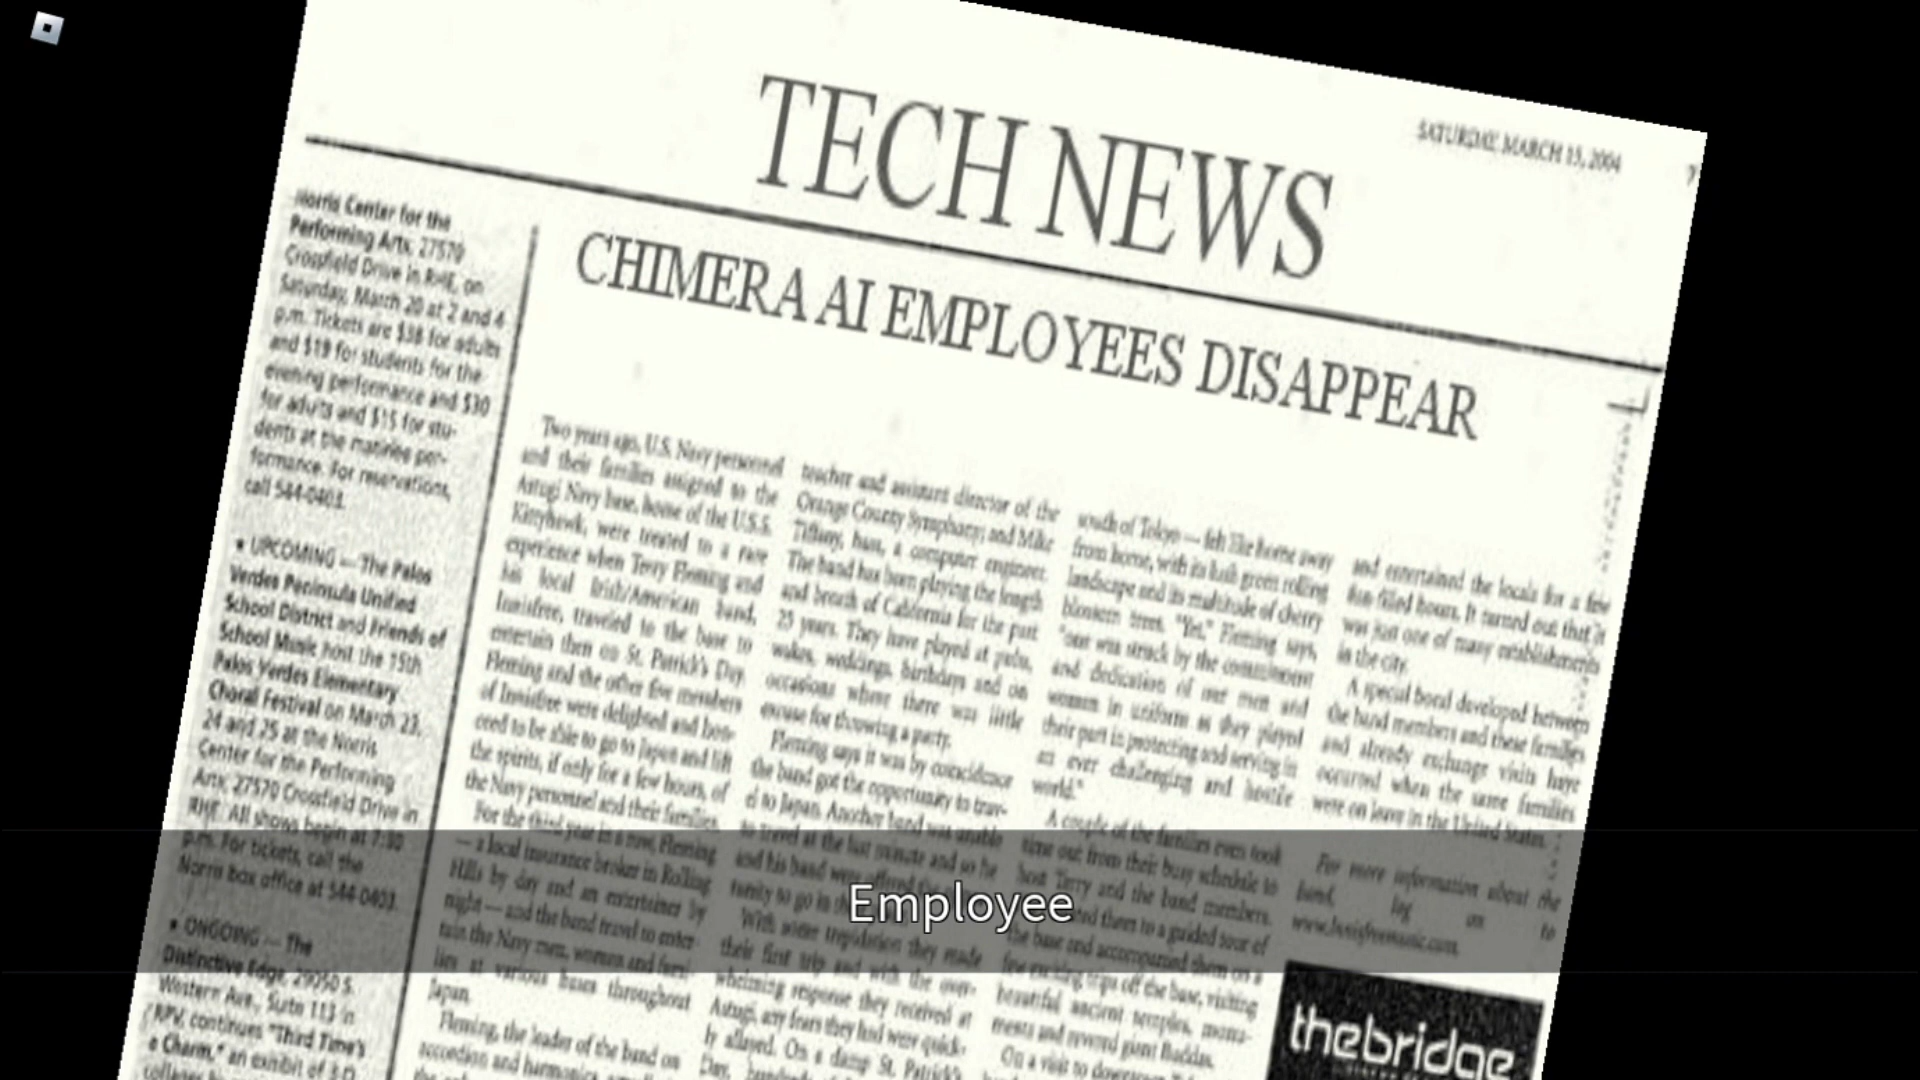 TECH NEWS
SATURDAY, MARCH 13, 2004
CHIMERA AI EMPLOYEES DISAPPEAR
Norris Center for the
Performing Arts, 27570
Crossfield Drive in RHE, on
Saturday, March 20 at 2 and 4
p.m. Tickets are $38 for adults
and $19 for students for the
evening performance and $30
for adults and $15 for stu-
dents at the matinee per-
formance. For reservations,
call 544-0403.
★ UPCOMING — The Palos
Verdes Peninsula Unified
School District and Friends of
School Music host the 15th
Palos Verdes Elementary
Choral Festival on March 23,
24 and 25 at the Norris
Center for the Performing
Arts, 27570 Crossfield Drive in
RHE. All shows begin at 7:30
p.m. For tickets, call the
Norris box office at 544-0403.
★ ONGOING — The
Distinctive Edge, 29050 S.
Western Ave., Suite 113 in
RPV, continues "Third Time's
a Charm," an exhibit of 3-D
Two years ago, U.S. Navy personnel
and their families assigned to the
Astugi Navy base, home of the U.S.S.
Kittyhawk, were treated to a rare
experience when Terry Fleming and
his local Irish/American band,
Innisfree, traveled to the base to
entertain then on St. Patrick's Day.
Fleming and the other five members
of Innisfree were delighted and hon-
ored to be able to go to Japan and lift
the spirits, if only for a few hours, of
the Navy personnel and their families.
For the third year in a row, Fleming
— a local insurance broker in Rolling
Hills by day and an entertainer by
night — and the band travel to enter-
tain the Navy men, women and fami-
lies at various bases throughout
Japan.
Fleming, the leader of the band on
accordion and harmonica,
teacher and assistant director of the
Orange County Symphony; and Mike
Tiffany, bass, a computer engineer.
The band has been playing the length
and breath of California for the past
25 years. They have played at pubs,
wakes, weddings, birthdays and on
occasions where there was little
excuse for throwing a party.
Fleming says it was by coincidence
the band got the opportunity to trav-
el to Japan. Another band was unable
to travel at the last minute and so he
and his band were offered the
tunity to go in th
With some trepidation they made
their first trip and with the over-
whelming response they received at
Astugi, any fears they had were quick-
ly allayed. On a damp St. Patrick's
Day, hundreds of
south of Tokyo — felt like home away
from home, with its lush green rolling
landscape and its multitude of cherry
blossom trees. "Yet," Fleming says,
"one was struck by the commitment
and dedication of our men and
women in uniform as they played
their part in protecting and serving in
an ever challenging and hostile
world."
A couple of the families even took
time out from their busy schedule to
host Terry and the band members.
ted them to a guided tour of
the base and accompanied them on a
few exciting trips off the base, visiting
beautiful ancient temples, monu-
ments and revered giant Buddas.
On a visit to downtown
and entertained the locals for a few
fun-filled hours. It turned out that it
was just one of many establishments
in the city.
A special bond developed between
the band members and these families
and already exchange visits have
occurred when the same families
were on leave in the United States.
For more information about the
band, log on to
www.innisfreemusic.com.
thebridge
Employee